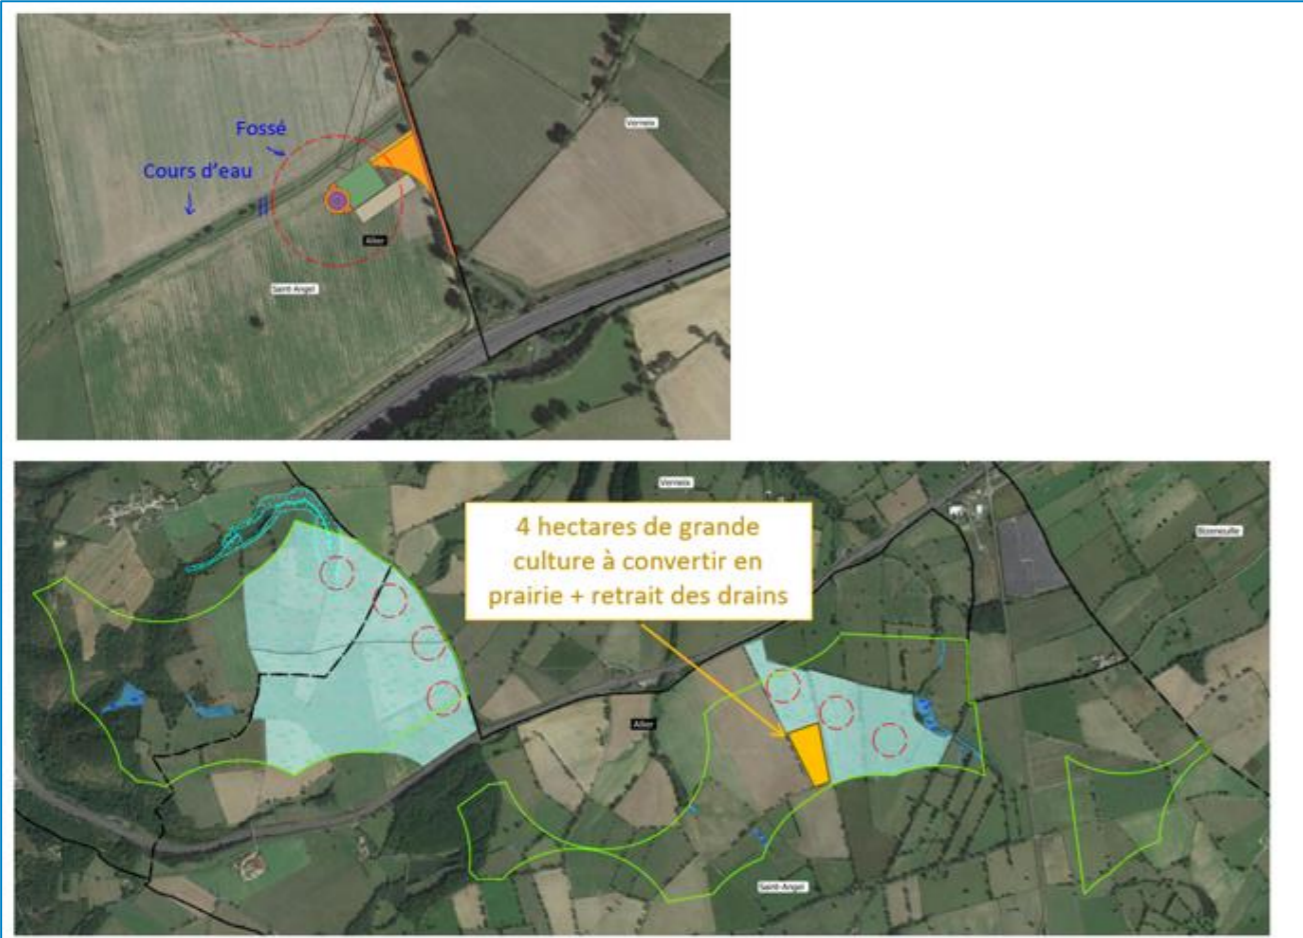 Fossé
Verneix
Cours d'eau
Allier
Saint-Angel
Verneix
4 hectares de grande
culture à convertir en
prairie + retrait des drains
Bizeneuille
Allier
Saint-Angel